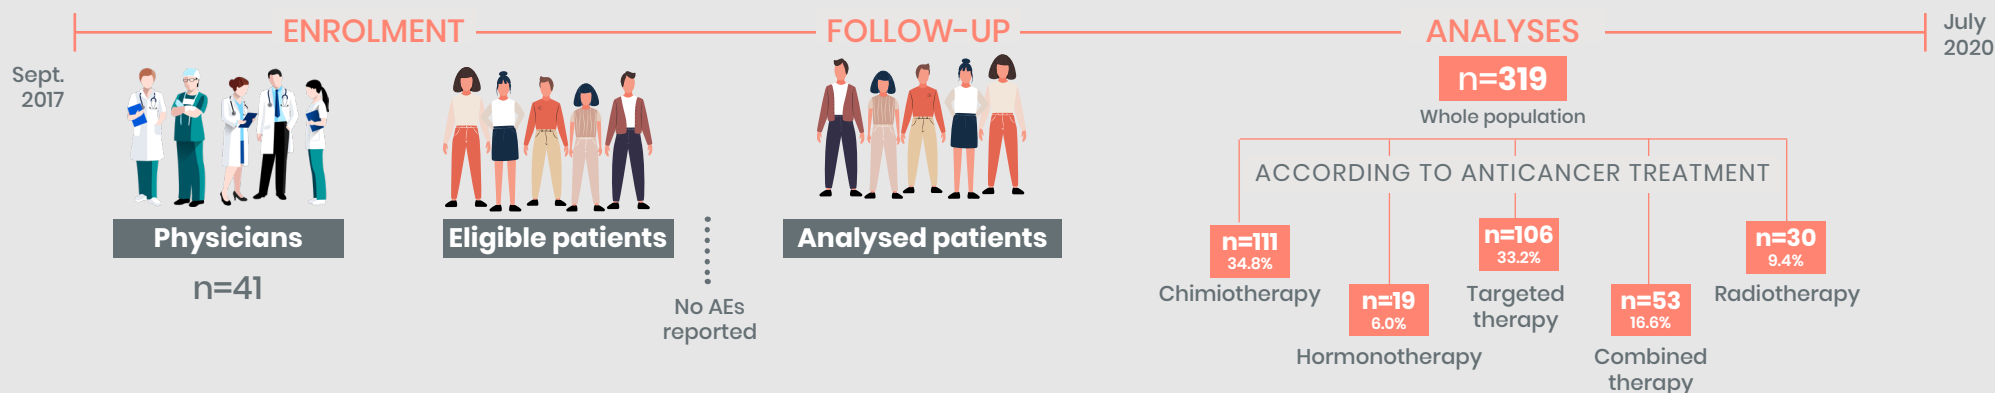 Sept.
2017
ENROLMENT
FOLLOW-UP
ANALYSES
July
2020
Physicians
n=41
Eligible patients
No AEs
reported
Analysed patients
n=319
Whole population
ACCORDING TO ANTICANCER TREATMENT
n=111
34.8%
Chimiotherapy
n=19
6.0%
Hormonotherapy
n=106
33.2%
Targeted
therapy
n=53
16.6%
Combined
therapy
n=30
9.4%
Radiotherapy